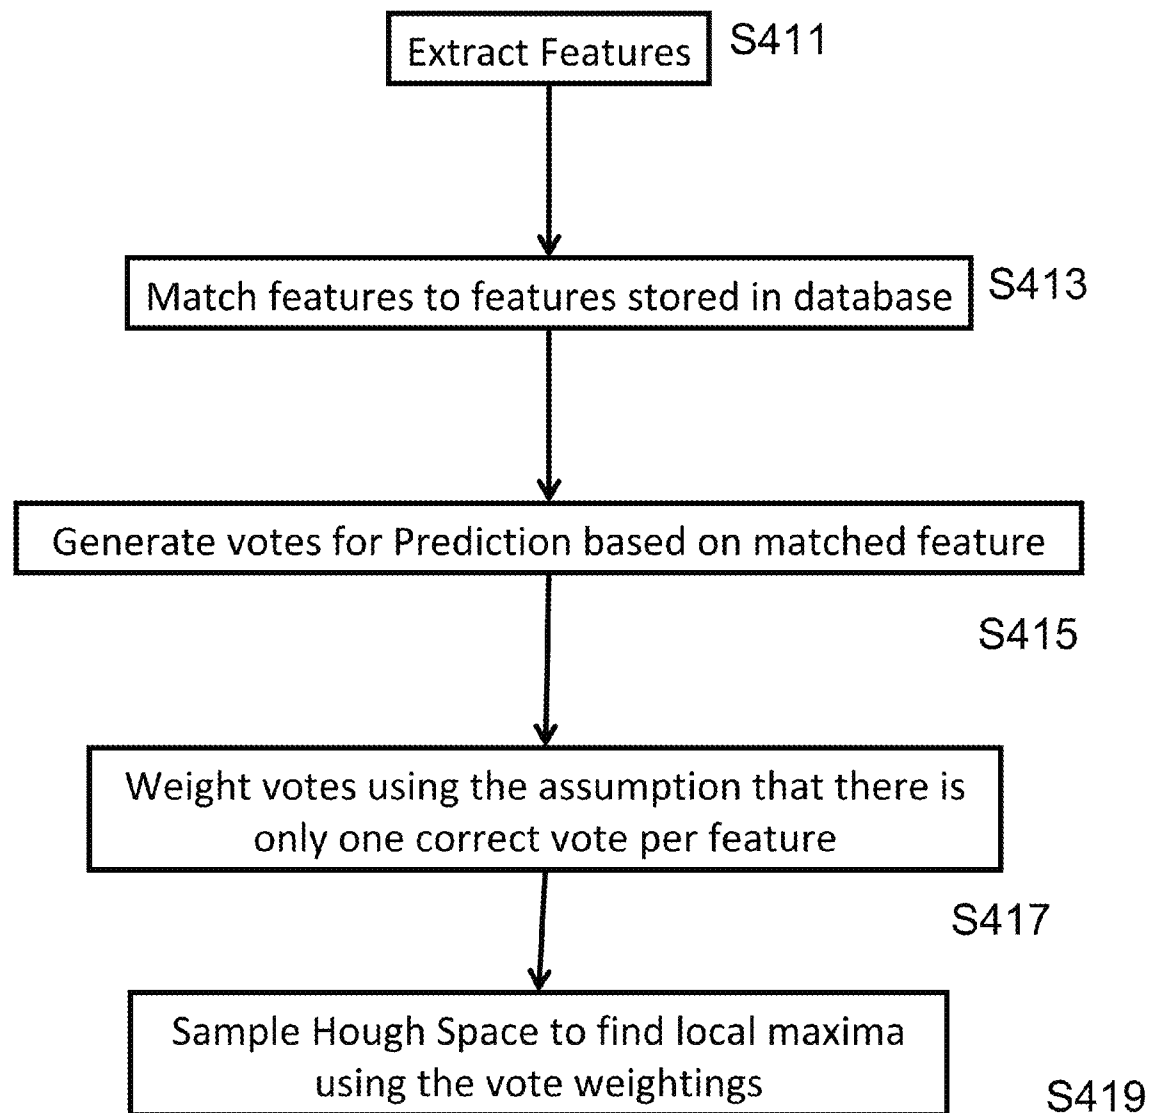 Extract Features
S411
Match features to features stored in database
S413
Generate votes for Prediction based on matched feature
S415
Weight votes using the assumption that there is
only one correct vote per feature
S417
Sample Hough Space to find local maxima
using the vote weightings
S419